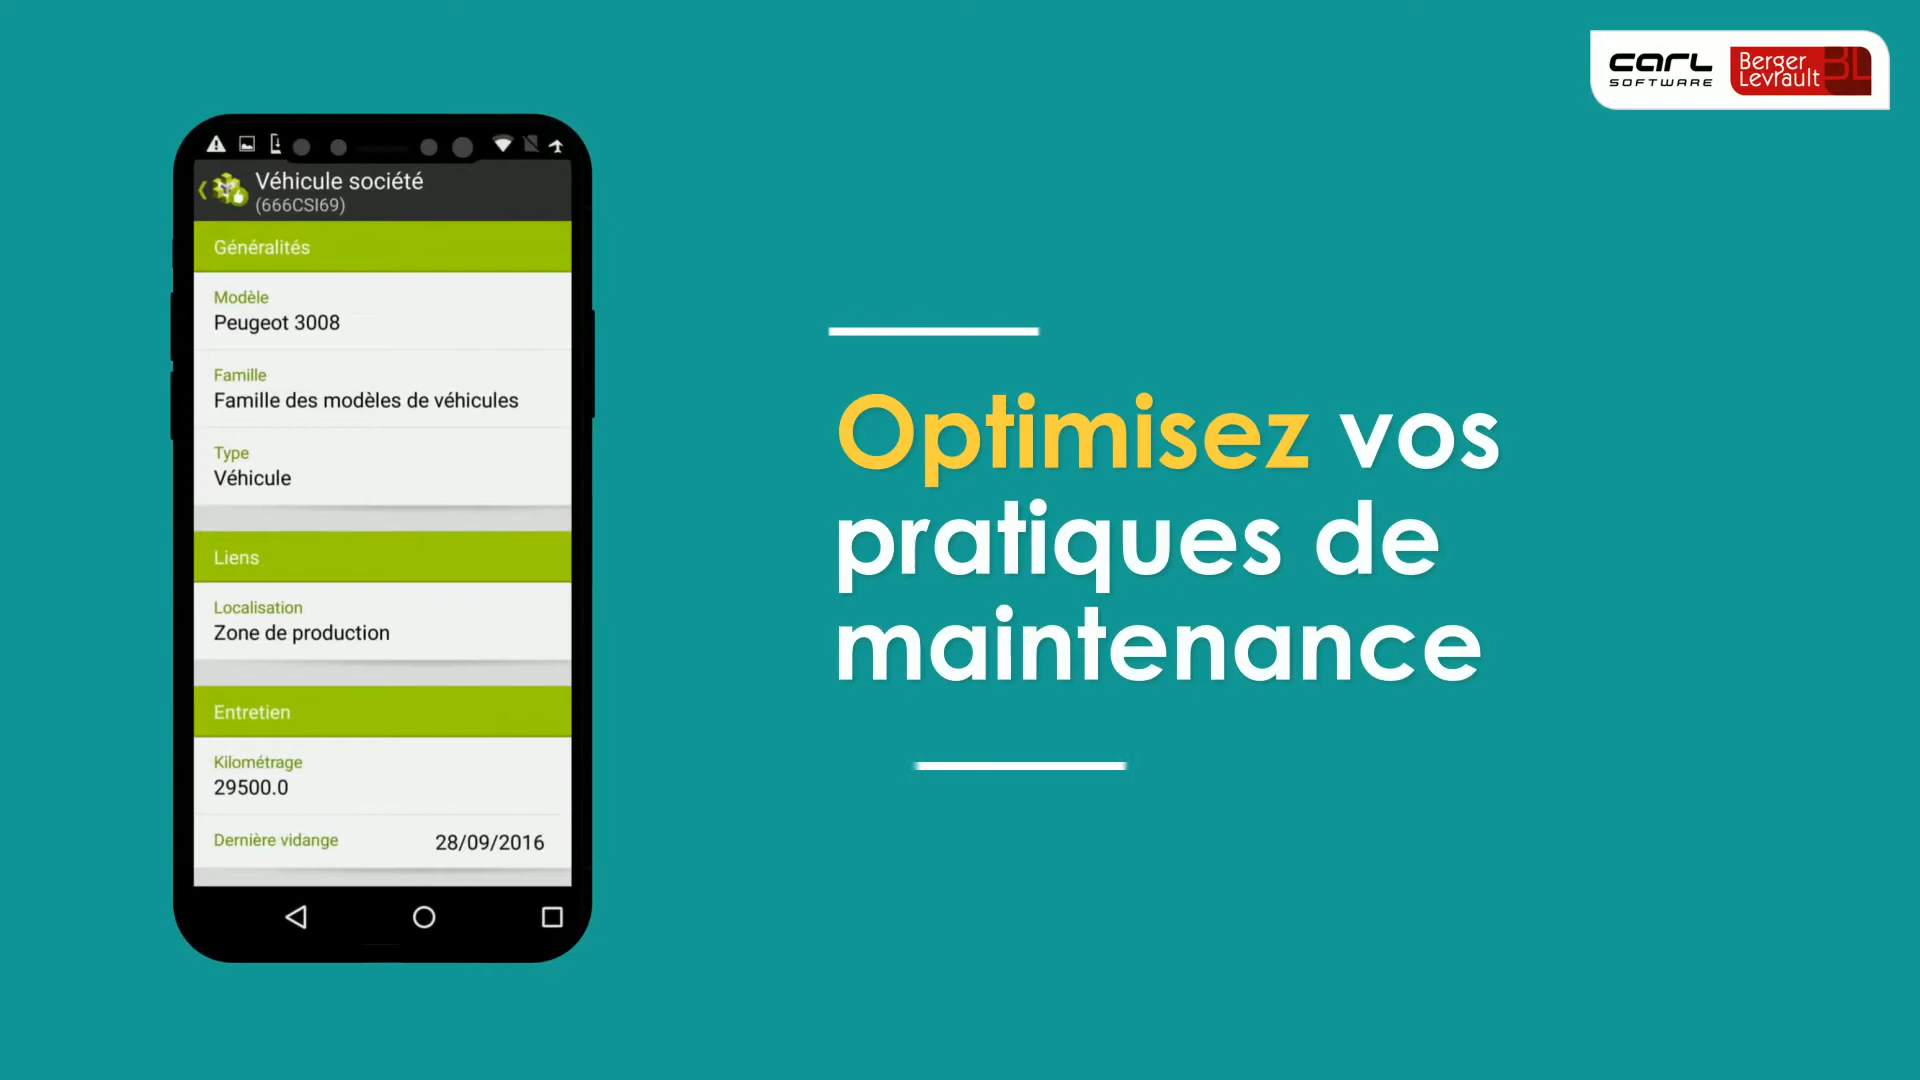 carl
SOFTWARE
Berger
Levrault
BL
Véhicule société
(666CSI69)
Généralités
Modèle
Peugeot 3008
Famille
Famille des modèles de véhicules
Type
Véhicule
Liens
Localisation
Zone de production
Entretien
Kilométrage
29500.0
Dernière vidange 28/09/2016
Optimisez vos
pratiques de
maintenance